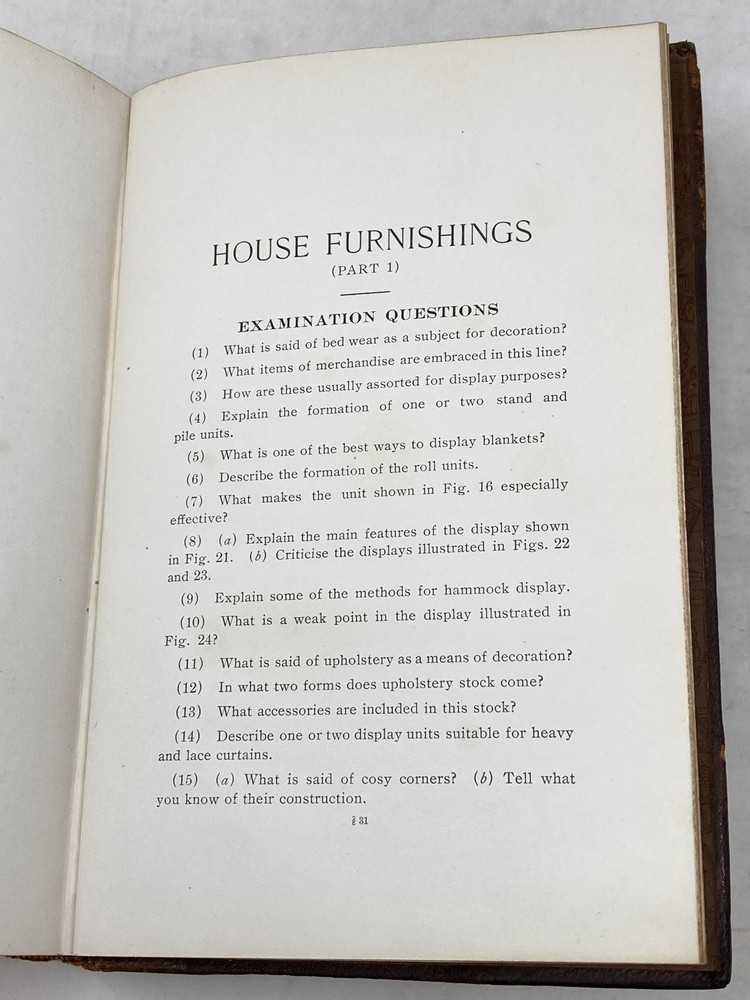 HOUSE FURNISHINGS
(PART 1)
EXAMINATION QUESTIONS
(1) What is said of bed wear as a subject for decoration?
(2) What items of merchandise are embraced in this line?
(3) How are these usually assorted for display purposes?
(4) Explain the formation of one or two stand and
pile units.
(5) What is one of the best ways to display blankets?
(6) Describe the formation of the roll units.
(7) What makes the unit shown in Fig. 16 especially
effective?
(8) (a) Explain the main features of the display shown
in Fig. 21. (b) Criticise the displays illustrated in Figs. 22
and 23.
(9) Explain some of the methods for hammock display.
(10) What is a weak point in the display illustrated in
Fig. 24?
(11) What is said of upholstery as a means of decoration?
(12) In what two forms does upholstery stock come?
(13) What accessories are included in this stock?
(14) Describe one or two display units suitable for heavy
and lace curtains.
(15) (a) What is said of cosy corners? (b) Tell what
you know of their construction.
§ 31